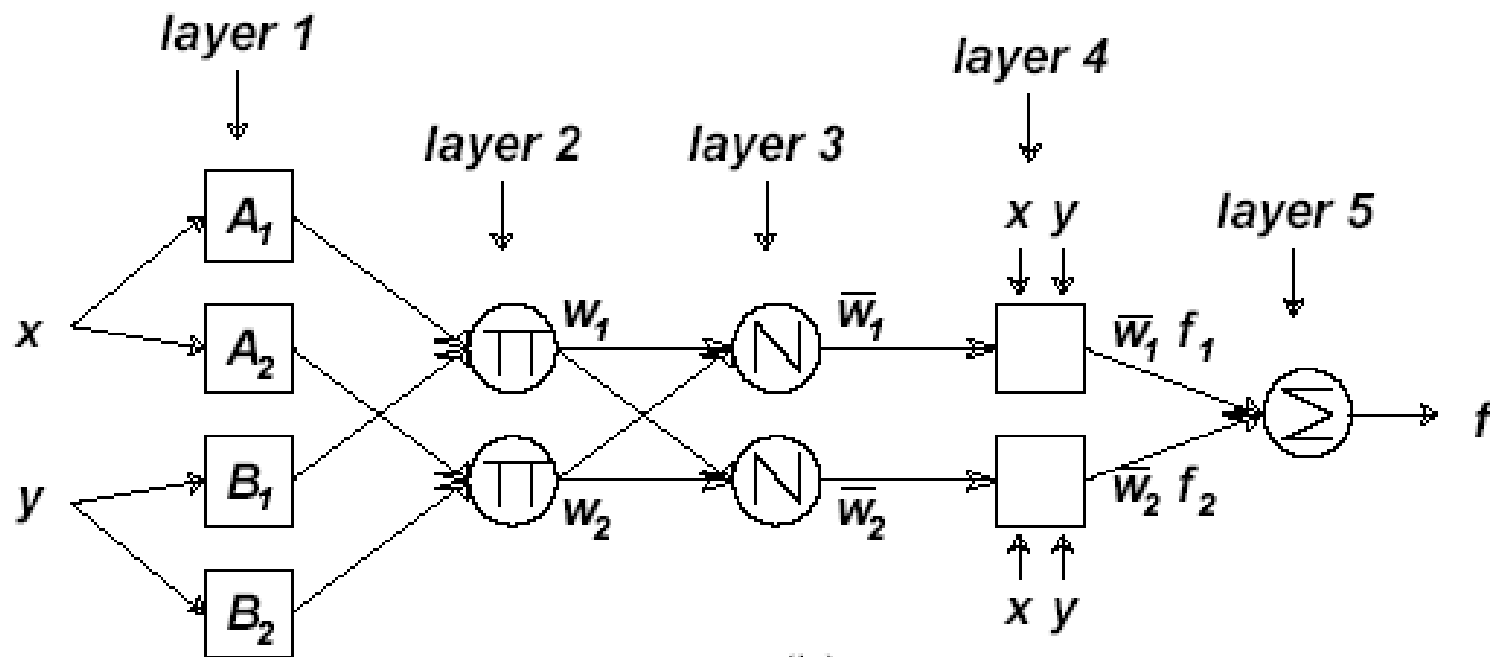 layer 1
layer 4
layer 2
layer 3
x y
layer 5
A1
x
A2
Π
w1
N
w̅1
w̅1 f1
Σ
f
y
B1
Π
w2
N
w̅2
w̅2 f2
B2
x y